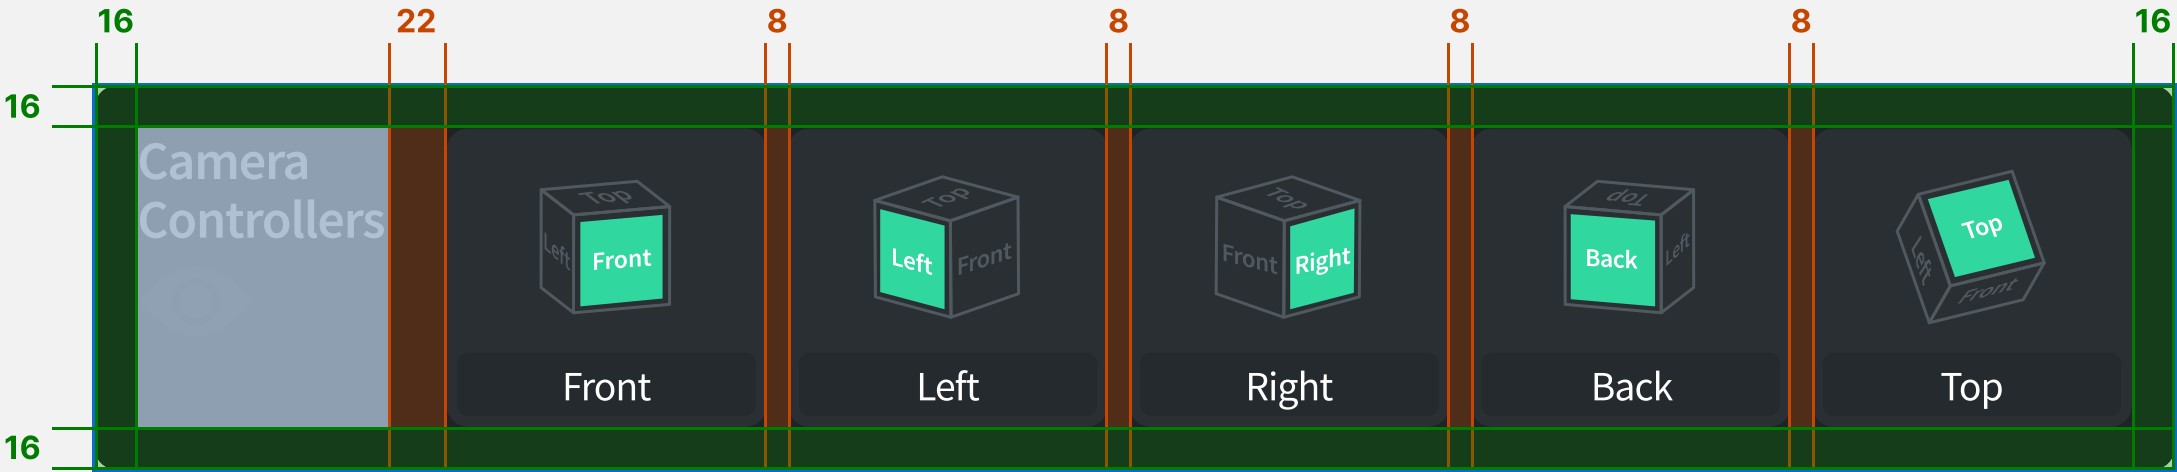 16 22 8 8 8 8 16
16
Camera
Controllers
Top
Left
Front
Top
Left
Front
Top
Front
Right
Top
Back
Left
Top
Left
Front
Front Left Right Back Top
16